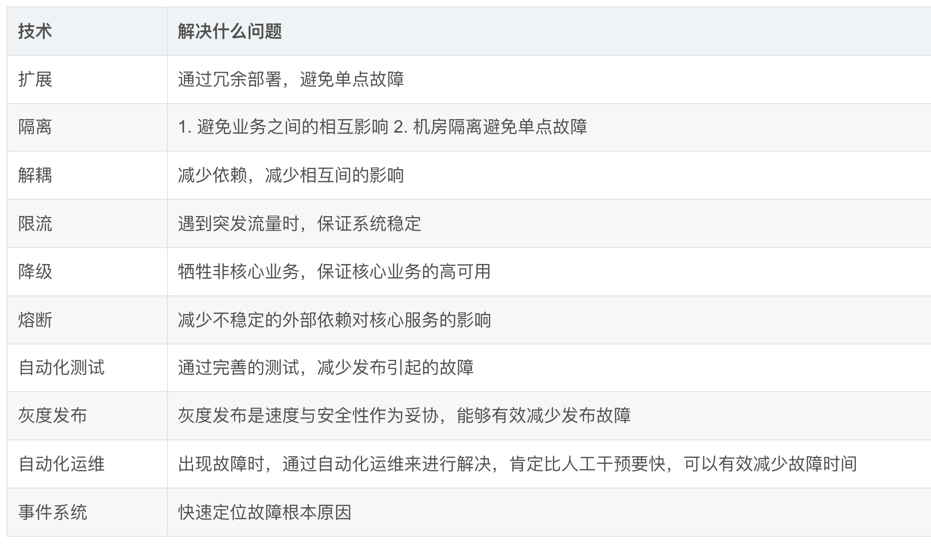 技术 解决什么问题
扩展 通过冗余部署，避免单点故障
隔离 1. 避免业务之间的相互影响 2. 机房隔离避免单点故障
解耦 减少依赖，减少相互间的影响
限流 遇到突发流量时，保证系统稳定
降级 牺牲非核心业务，保证核心业务的高可用
熔断 减少不稳定的外部依赖对核心服务的影响
自动化测试 通过完善的测试，减少发布引起的故障
灰度发布 灰度发布是速度与安全性作为妥协，能够有效减少发布故障
自动化运维 出现故障时，通过自动化运维来进行解决，肯定比人工干预要快，可以有效减少故障时间
事件系统 快速定位故障根本原因